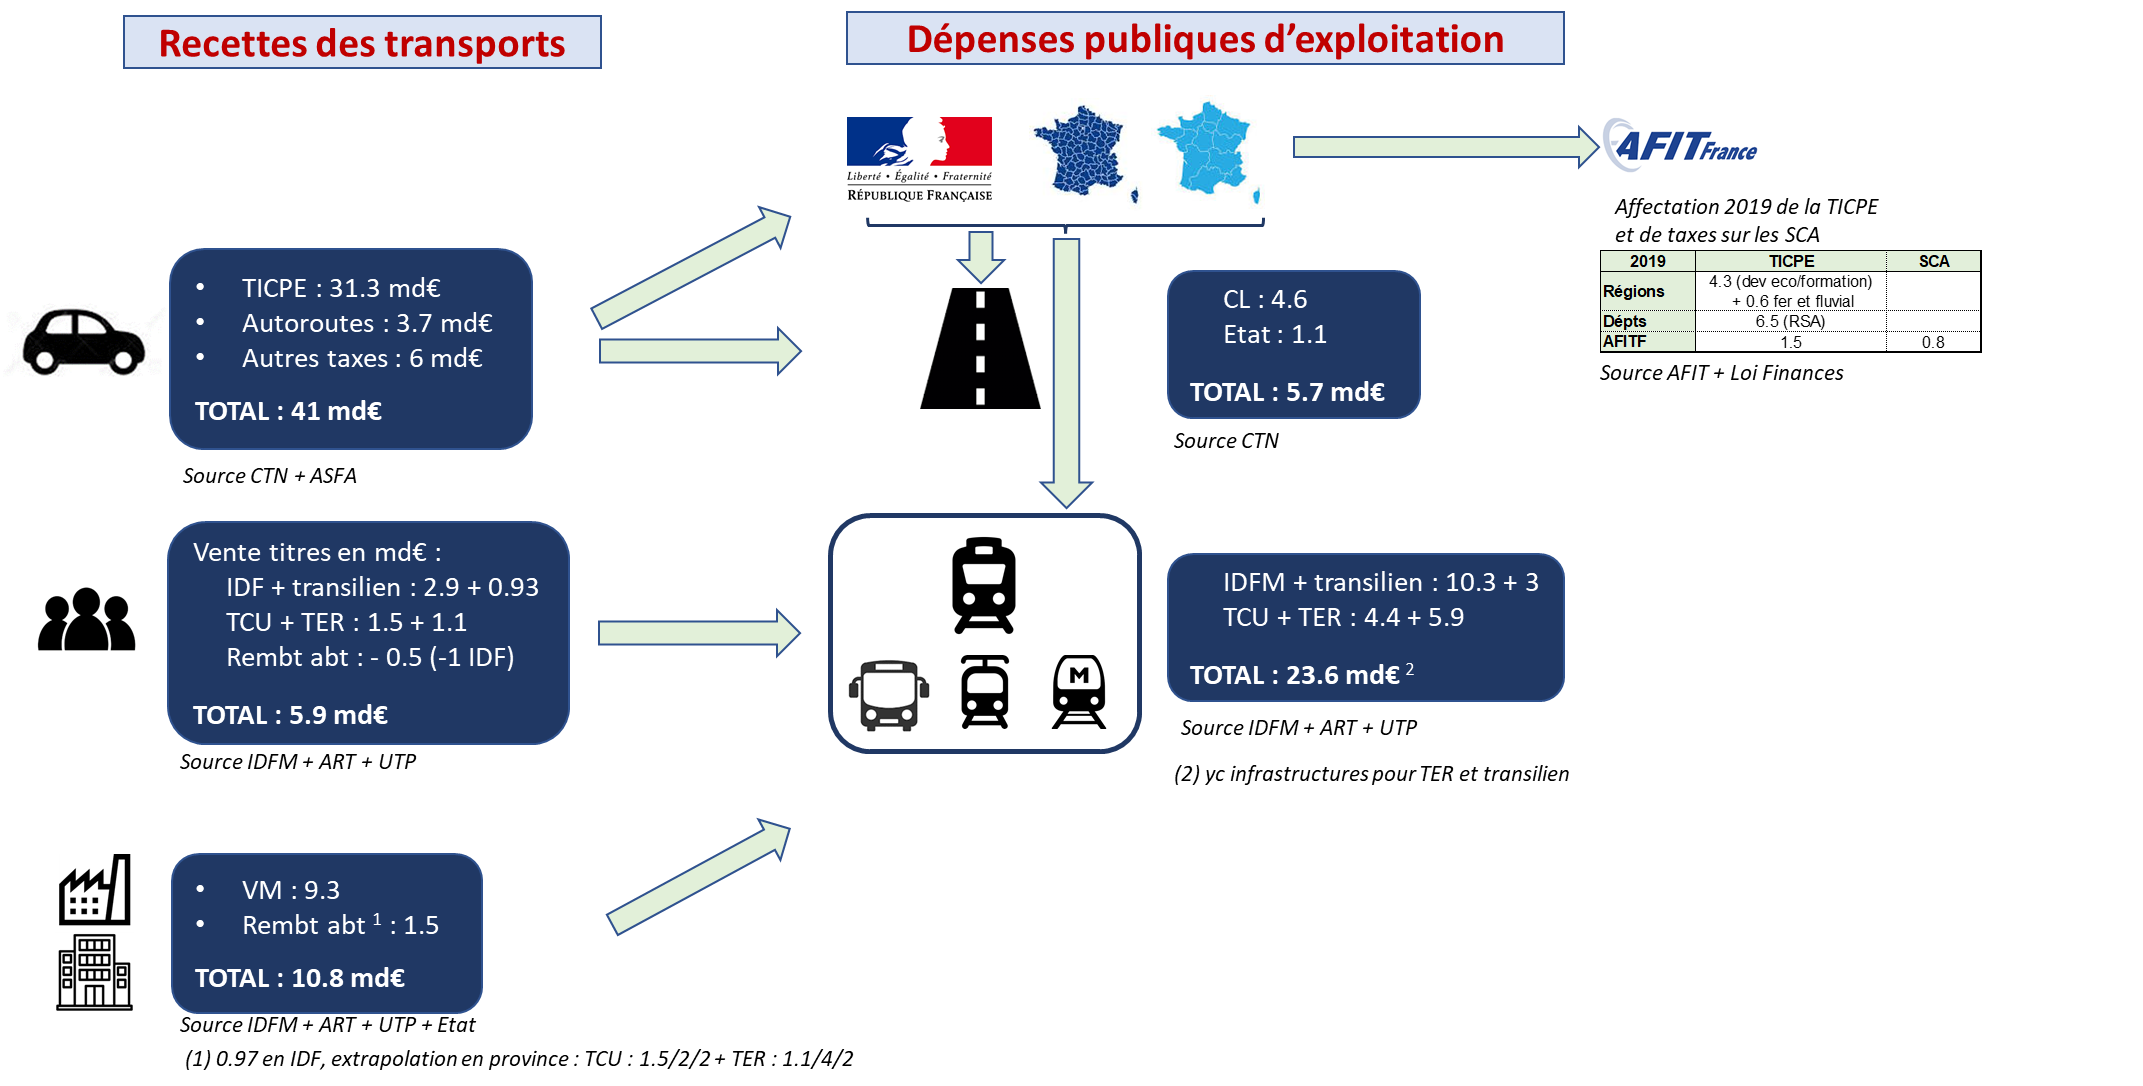 Recettes des transports
Dépenses publiques d’exploitation
Liberté • Égalité • Fraternité
RÉPUBLIQUE FRANÇAISE
AFIT France
Affectation 2019 de la TICPE
et de taxes sur les SCA
2019 TICPE SCA
Régions 4.3 (dev eco/formation)
+ 0.6 fer et fluvial
Dépts 6.5 (RSA)
AFITF 1.5 0.8
Source AFIT + Loi Finances
• TICPE : 31.3 md€
• Autoroutes : 3.7 md€
• Autres taxes : 6 md€
TOTAL : 41 md€
Source CTN + ASFA
CL : 4.6
Etat : 1.1
TOTAL : 5.7 md€
Source CTN
Vente titres en md€ :
IDF + transilien : 2.9 + 0.93
TCU + TER : 1.5 + 1.1
Rembt abt : - 0.5 (-1 IDF)
TOTAL : 5.9 md€
Source IDFM + ART + UTP
M
IDFM + transilien : 10.3 + 3
TCU + TER : 4.4 + 5.9
TOTAL : 23.6 md€ 2
Source IDFM + ART + UTP
(2) yc infrastructures pour TER et transilien
• VM : 9.3
• Rembt abt 1 : 1.5
TOTAL : 10.8 md€
Source IDFM + ART + UTP + Etat
(1) 0.97 en IDF, extrapolation en province : TCU : 1.5/2/2 + TER : 1.1/4/2